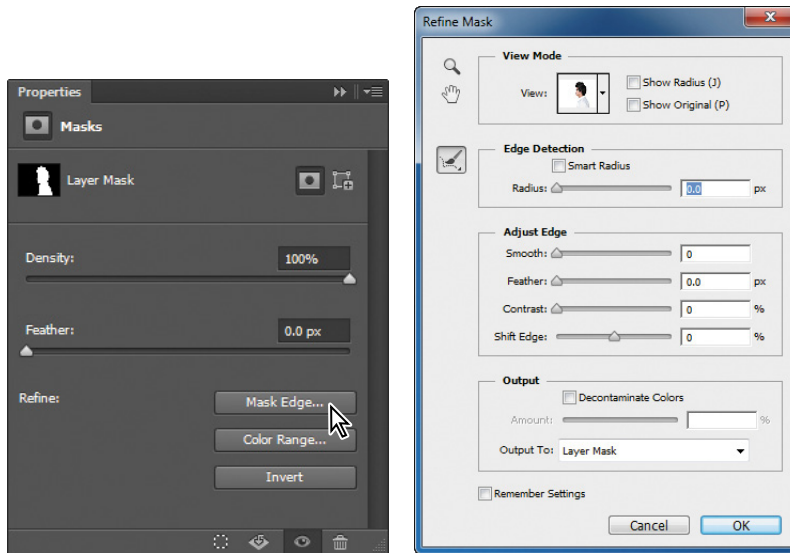 Properties
Masks
Layer Mask
Density:
100%
Feather:
0.0 px
Refine:
Mask Edge...
Color Range...
Invert
Refine Mask
View Mode
View:
Show Radius (J)
Show Original (P)
Edge Detection
Smart Radius
Radius:
0.0
px
Adjust Edge
Smooth:
0
Feather:
0.0
px
Contrast:
0
%
Shift Edge:
0
%
Output
Decontaminate Colors
Amount:
%
Output To:
Layer Mask
Remember Settings
Cancel
OK